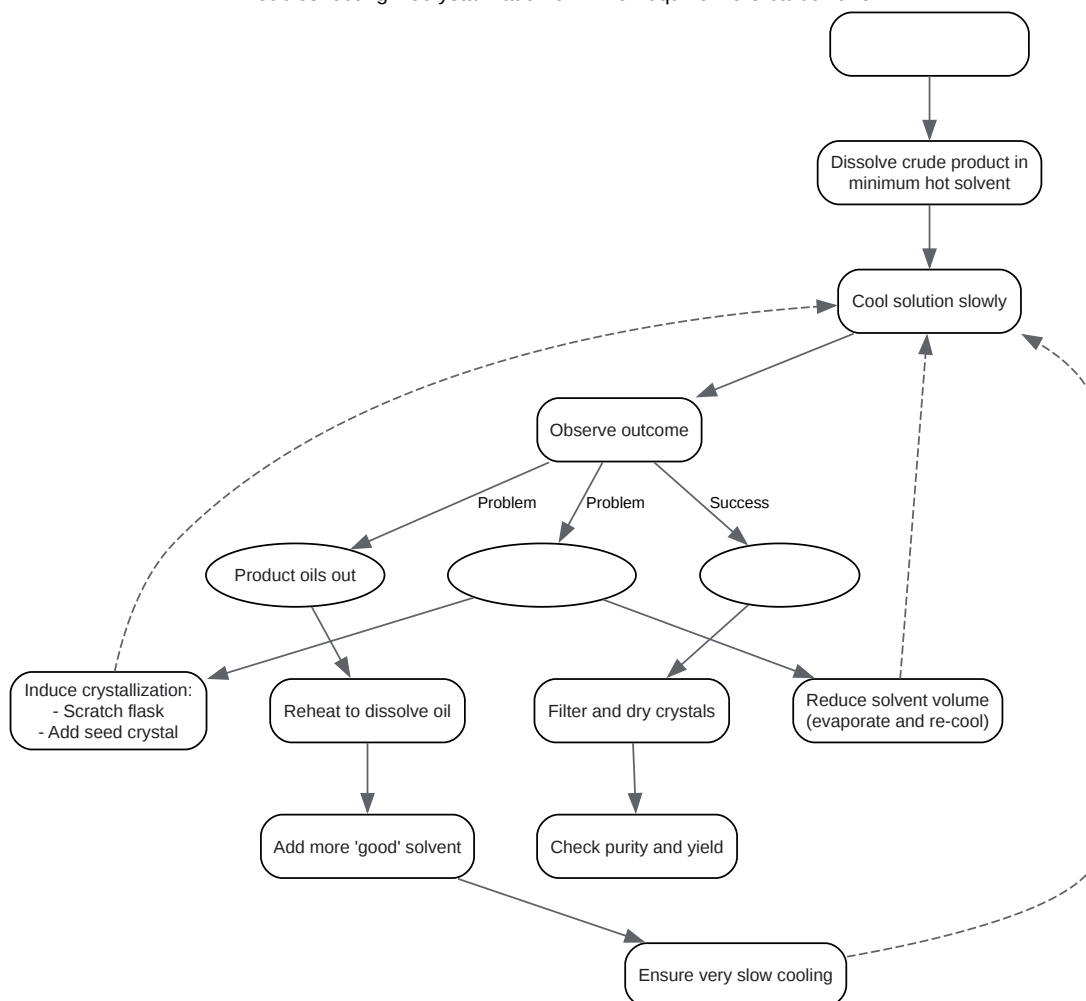 Dissolve crude product in
minimum hot solvent
Cool solution slowly
Observe outcome
Problem
Problem
Success
Product oils out
Induce crystallization:
- Scratch flask
- Add seed crystal
Reheat to dissolve oil
Filter and dry crystals
Reduce solvent volume
(evaporate and re-cool)
Add more 'good' solvent
Check purity and yield
Ensure very slow cooling